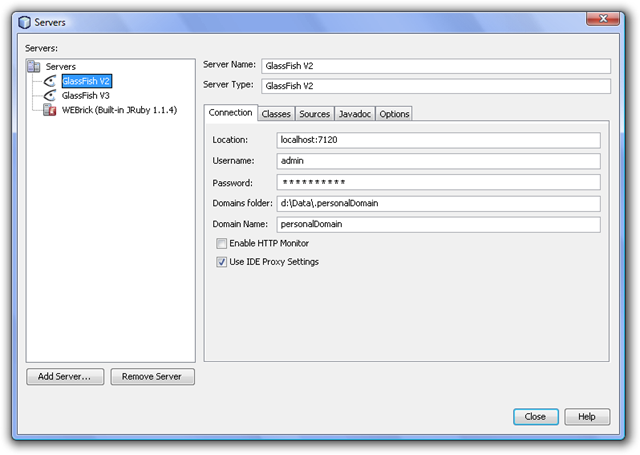 Servers
Servers:
Servers
GlassFish V2
GlassFish V3
WEBrick (Built-in JRuby 1.1.4)
Add Server...
Remove Server
Server Name: GlassFish V2
Server Type: GlassFish V2
Connection Classes Sources Javadoc Options
Location: localhost:7120
Username: admin
Password: **********
Domains folder: d:\Data\.personalDomain
Domain Name: personalDomain
Enable HTTP Monitor
Use IDE Proxy Settings
Close Help